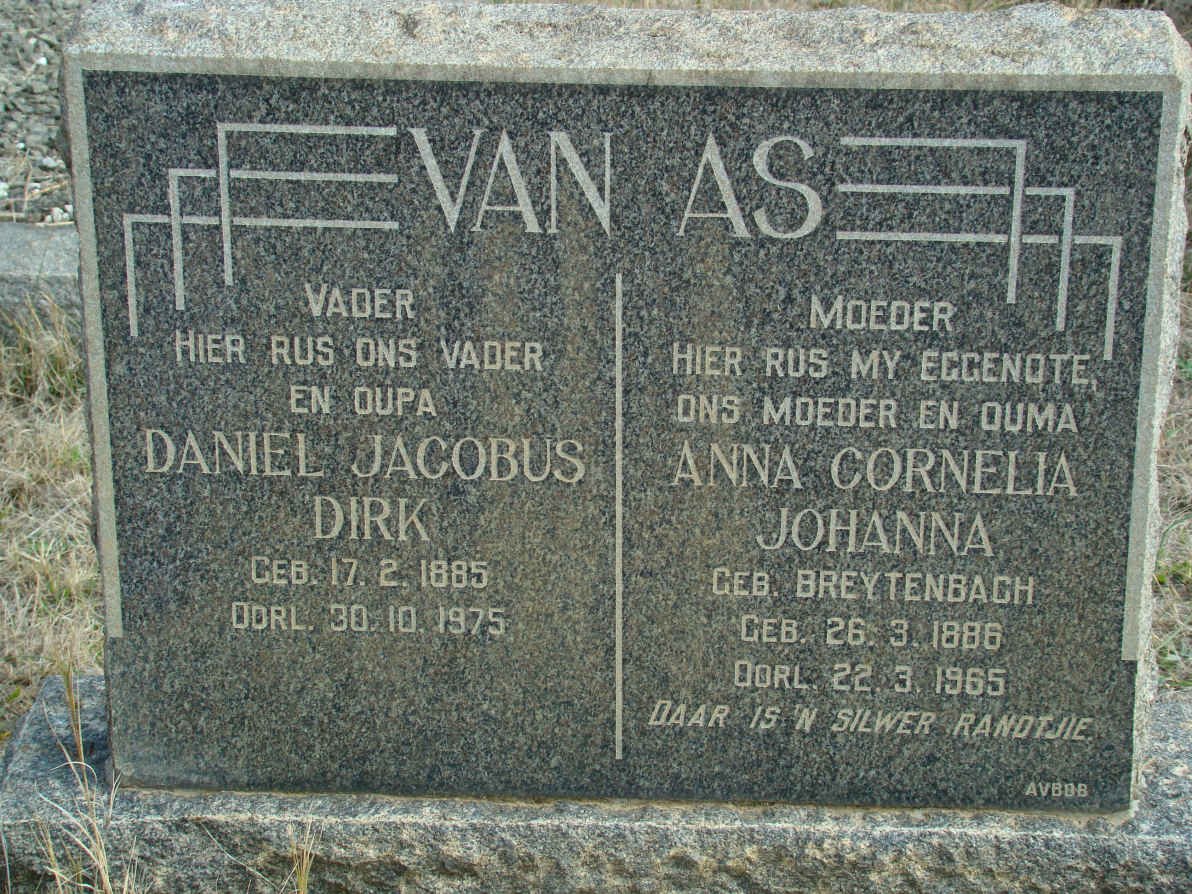 VAN AS
VADER
HIER RUS ONS VADER
EN OUPA
DANIEL JACOBUS
DIRK
GEB. 17. 2. 1885
OORL. 30. 10. 1975
MOEDER
HIER RUS MY EGGENOTE,
ONS MOEDER EN OUMA
ANNA CORNELIA
JOHANNA
GEB. BREYTENBACH
GEB. 26. 3. 1886
OORL. 22. 3. 1965
DAAR IS 'N SILWER RANDTJIE.
AVBOB